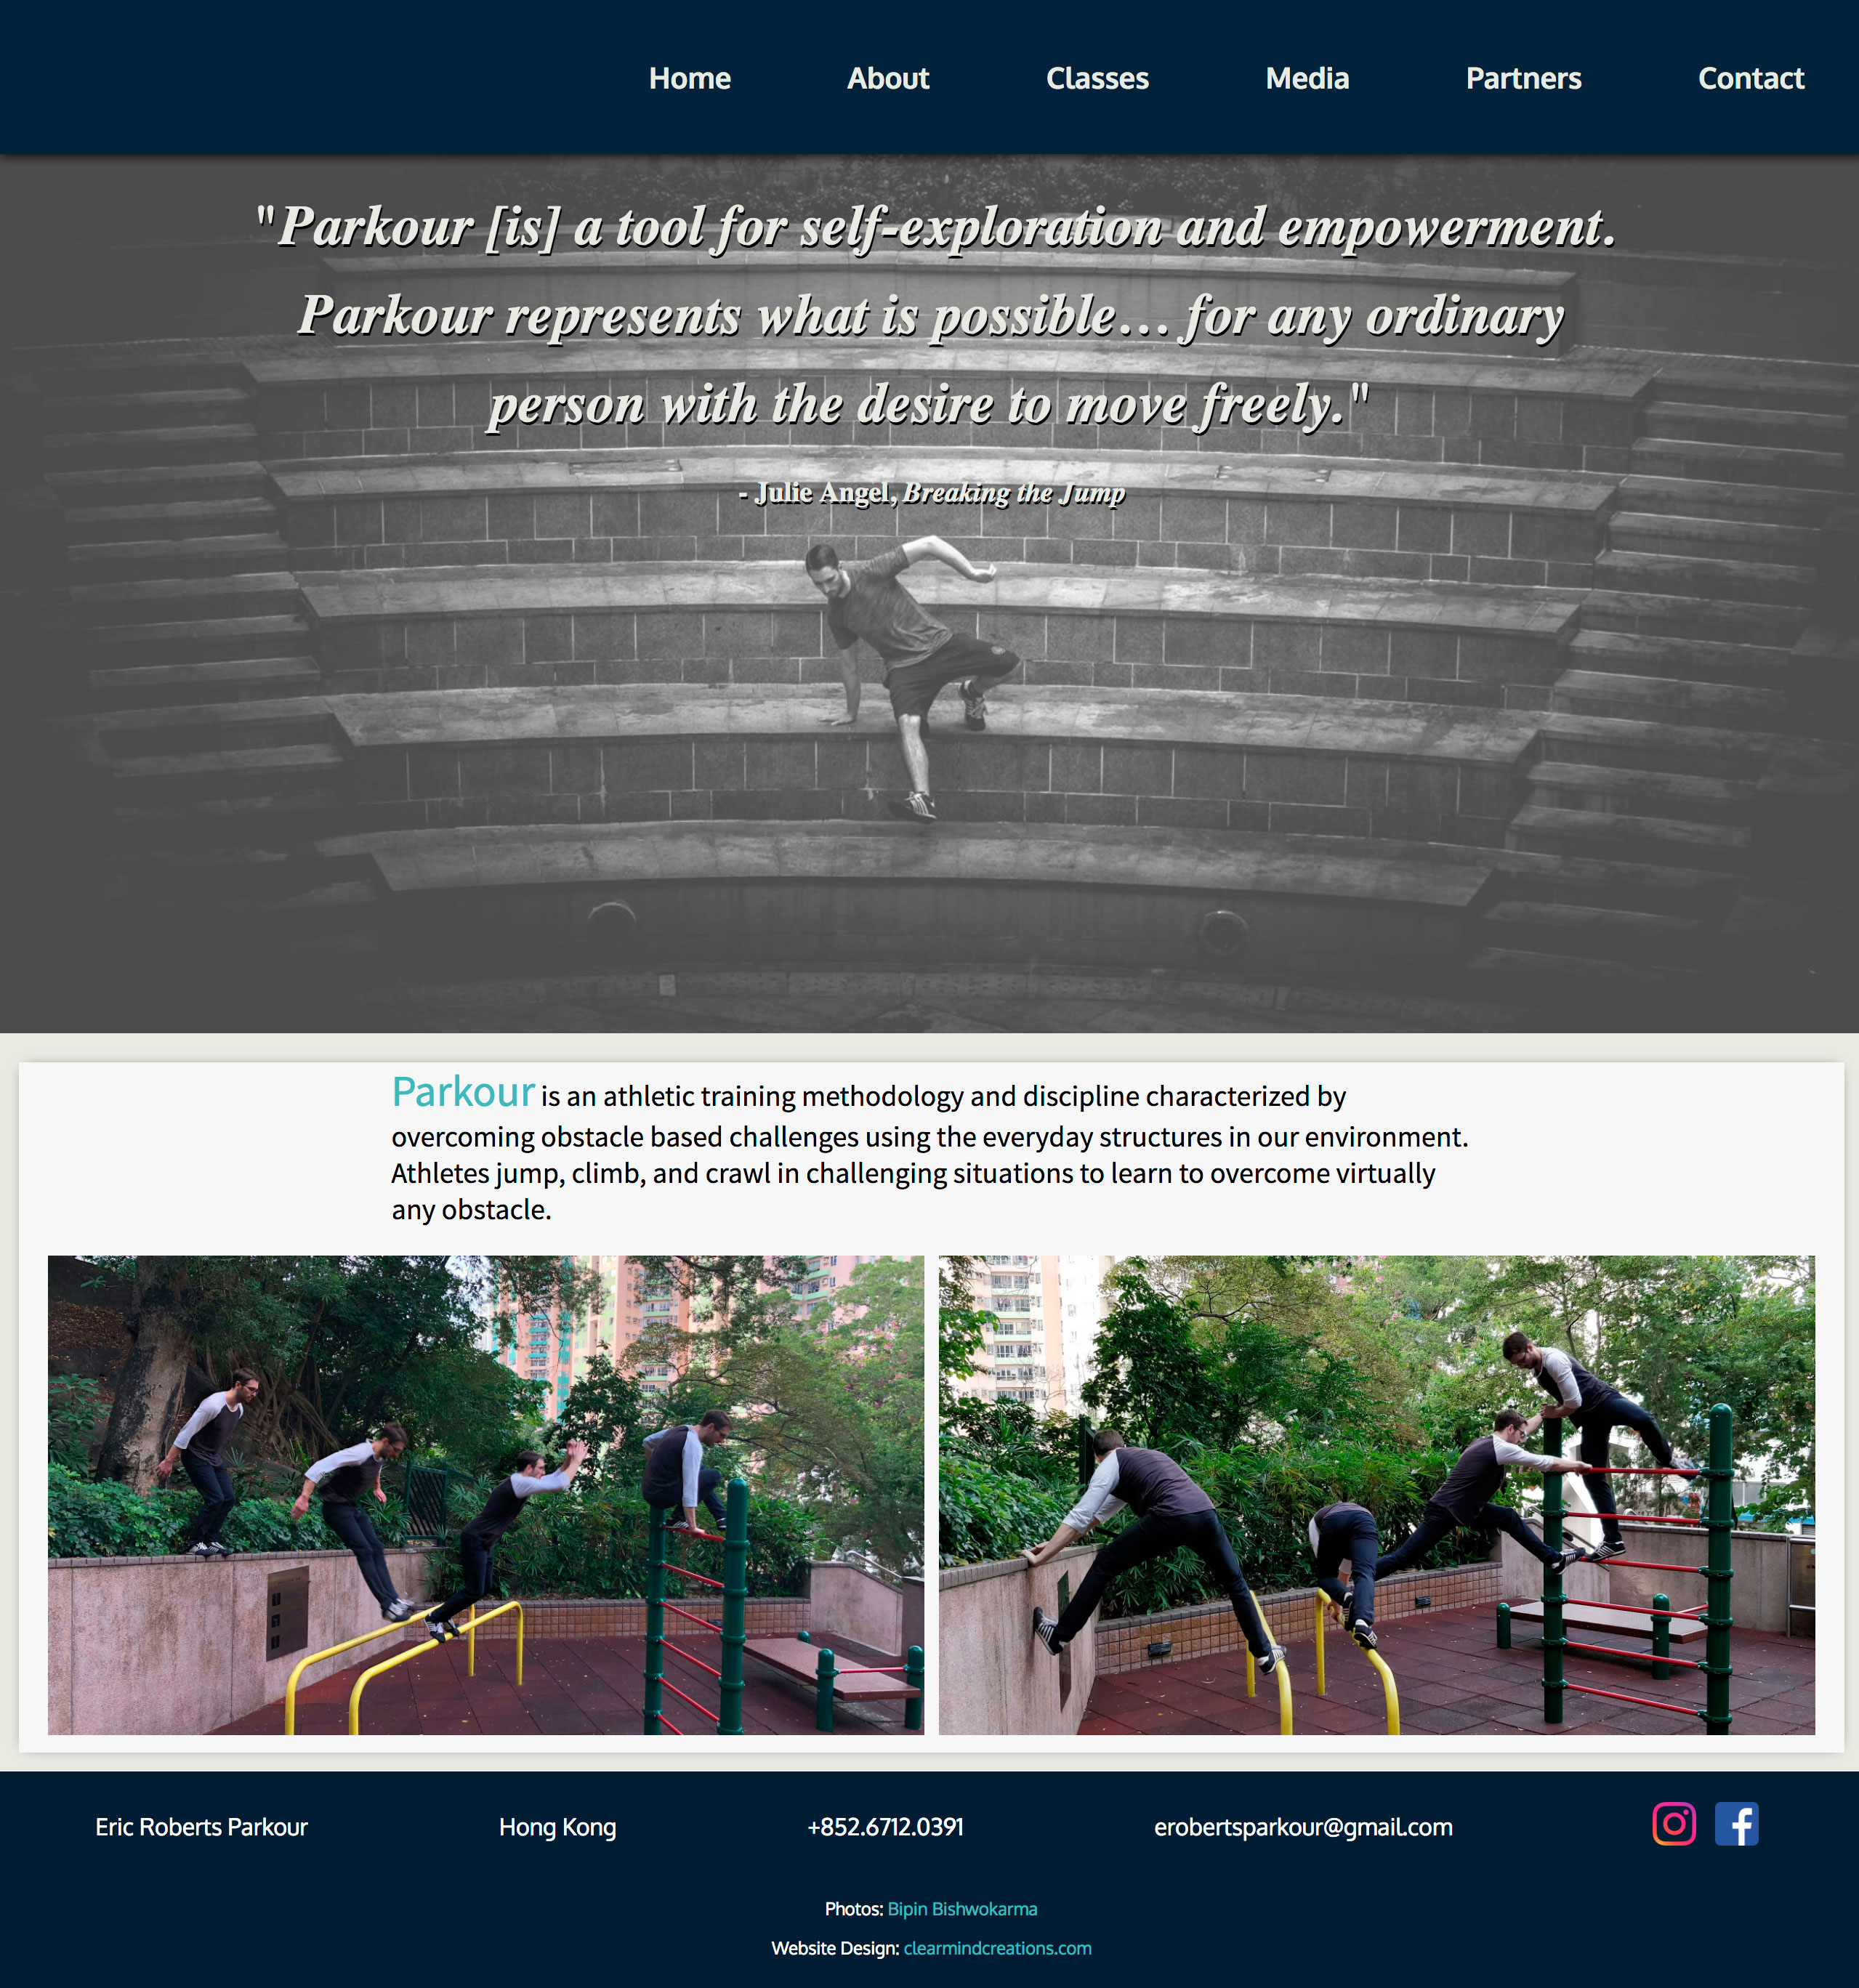 Home About Classes Media Partners Contact
"Parkour [is] a tool for self-exploration and empowerment.
Parkour represents what is possible… for any ordinary
person with the desire to move freely."
- Julie Angel, Breaking the Jump
Parkour is an athletic training methodology and discipline characterized by
overcoming obstacle based challenges using the everyday structures in our environment.
Athletes jump, climb, and crawl in challenging situations to learn to overcome virtually
any obstacle.
Eric Roberts Parkour Hong Kong +852.6712.0391 erobertsparkour@gmail.com
Photos: Bipin Bishwokarma
Website Design: clearmindcreations.com